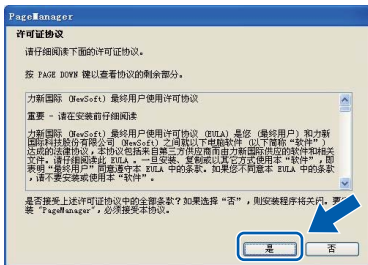 PageManager
许可证协议
请仔细阅读下面的许可证协议。
按 PAGE DOWN 键以查看协议的剩余部分。
力新国际 (NewSoft) 最终用户使用许可协议
重要 - 请在安装前仔细阅读
力新国际 (NewSoft) 最终用户许可协议 (EULA) 是您 (最终用户) 和力新
国际科技股份有限公司 (NewSoft) 之间就以下电脑软件 (以下简称“软件”)
达成的法律协议，本协议包括来自第三方供应商而由力新国际供应的软件和相关
文件。请仔细阅读此 EULA 。一旦安装、复制或以其它方式使用本“软件”，即
表明“最终用户”同意遵守本 EULA 中的条款。如果您不同意本 EULA 中的条款
，请不要安装或使用本“软件”。
是否接受上述许可证协议中的全部条款？如果选择“否”，则安装程序将关闭。要
装“PageManager”，必须接受本协议。
是
否